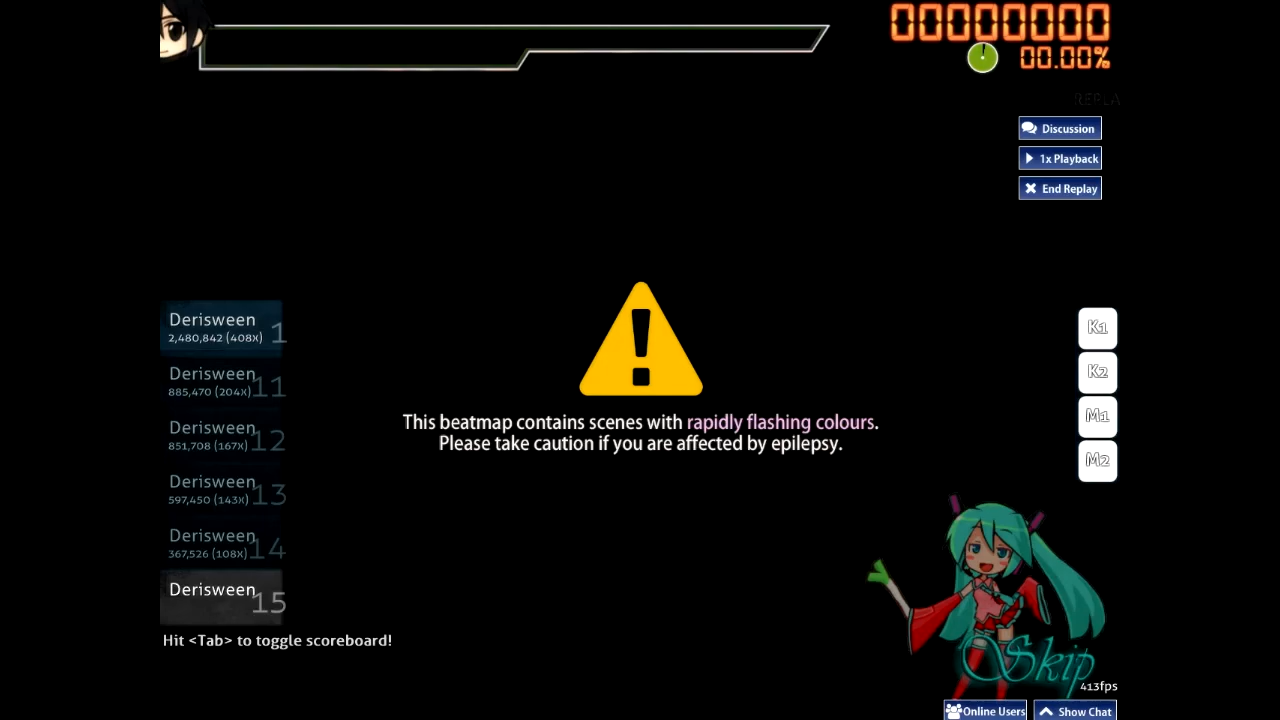 00000000
00.00%
REPLA
Discussion
1x Playback
End Replay
Derisween
2,480,842 (408x)
1
Derisween
885,470 (204x)
11
Derisween
851,708 (167x)
12
Derisween
597,450 (143x)
13
Derisween
367,526 (108x)
14
Derisween
15
This beatmap contains scenes with rapidly flashing colours.
Please take caution if you are affected by epilepsy.
K1
K2
M1
M2
Hit <Tab> to toggle scoreboard!
Skip
413fps
Online Users
Show Chat